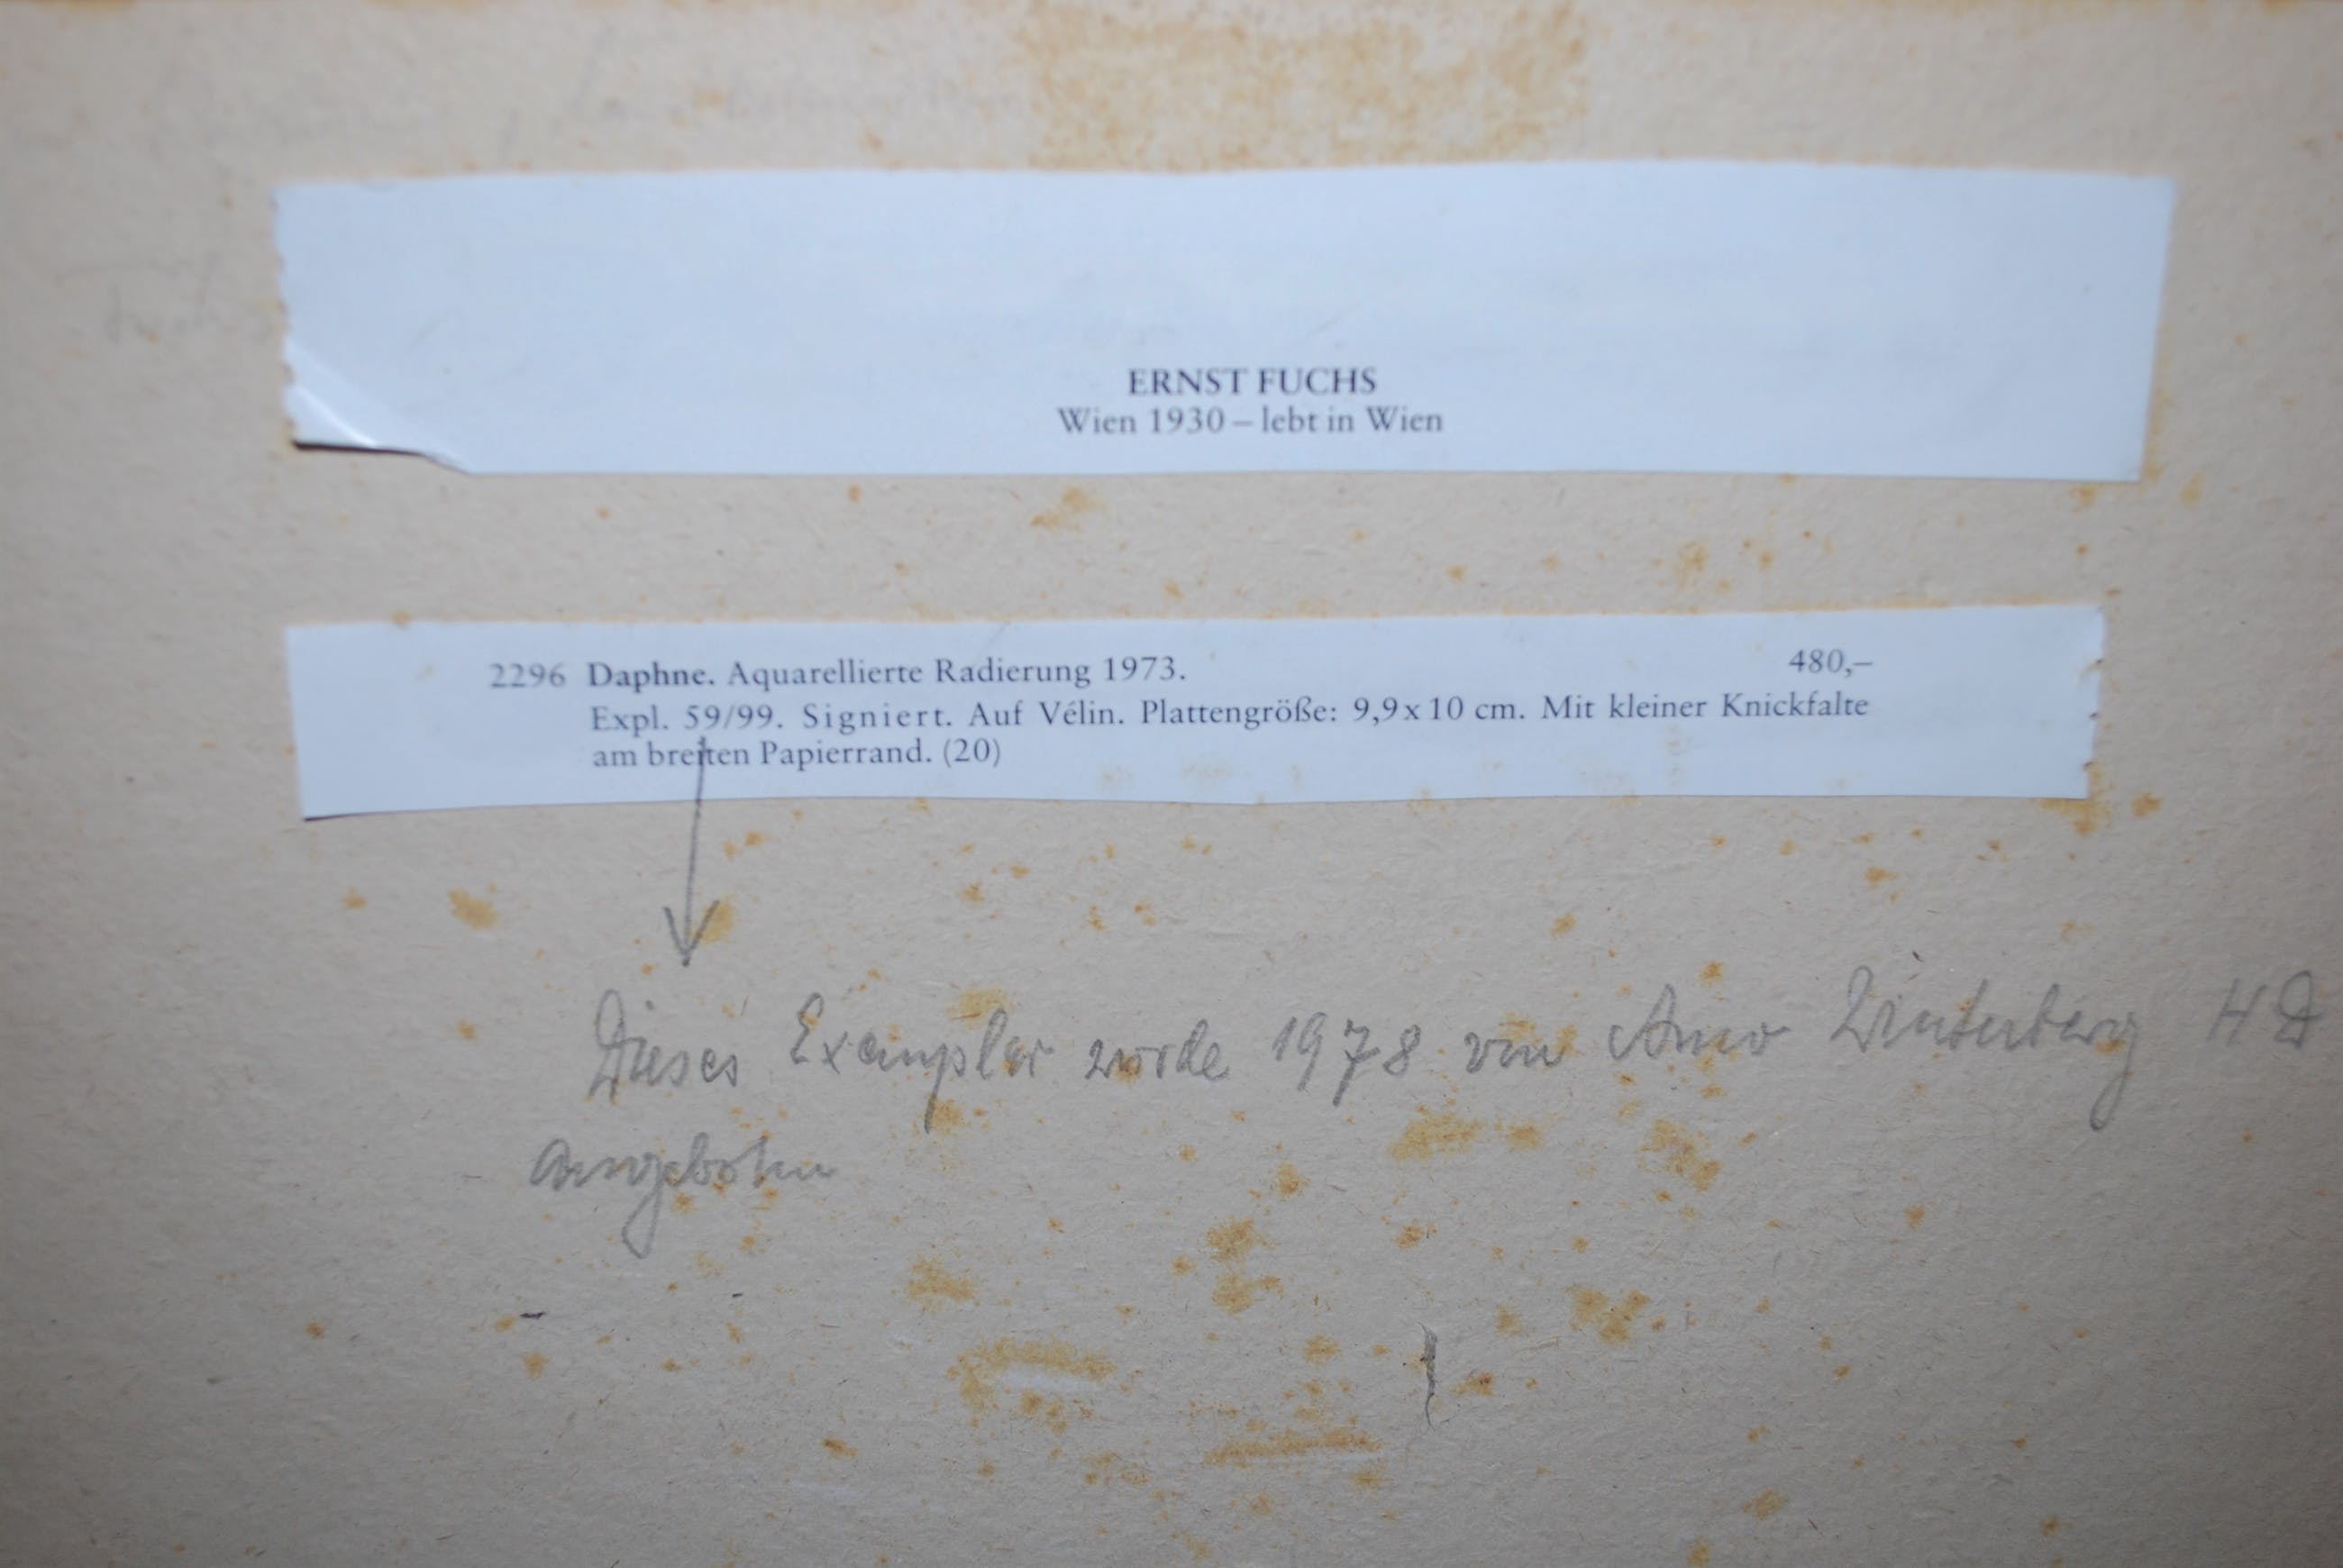 ERNST FUCHS
Wien 1930 – lebt in Wien
2296 Daphne. Aquarellierte Radierung 1973. 480,–
Expl. 59/99. Signiert. Auf Vélin. Plattengröße: 9,9 x 10 cm. Mit kleiner Knickfalte
am breiten Papierrand. (20)
Dieses Exemplar wurde 1978 von Arno Winterberg HD
angeboten